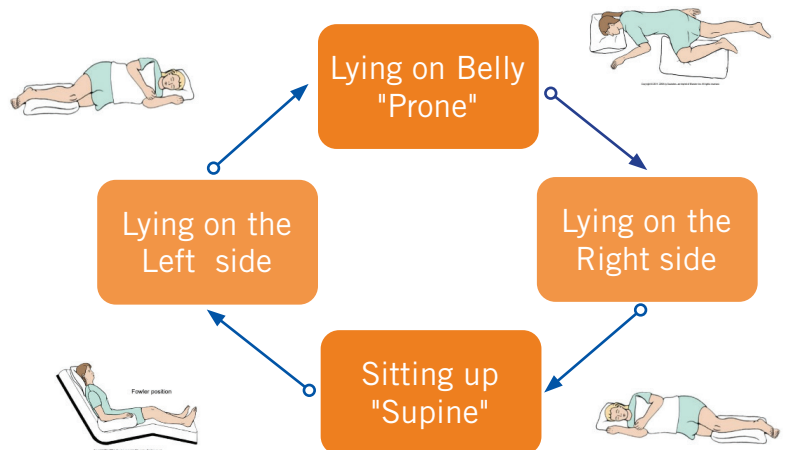 Lying on Belly
"Prone"
Lying on the
Left side
Lying on the
Right side
Sitting up
"Supine"
Fowler position